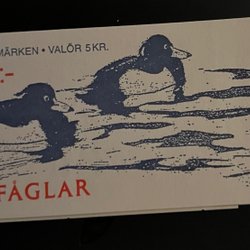 MÄRKEN • VALÖR 5 KR.
:-
FÅGLAR